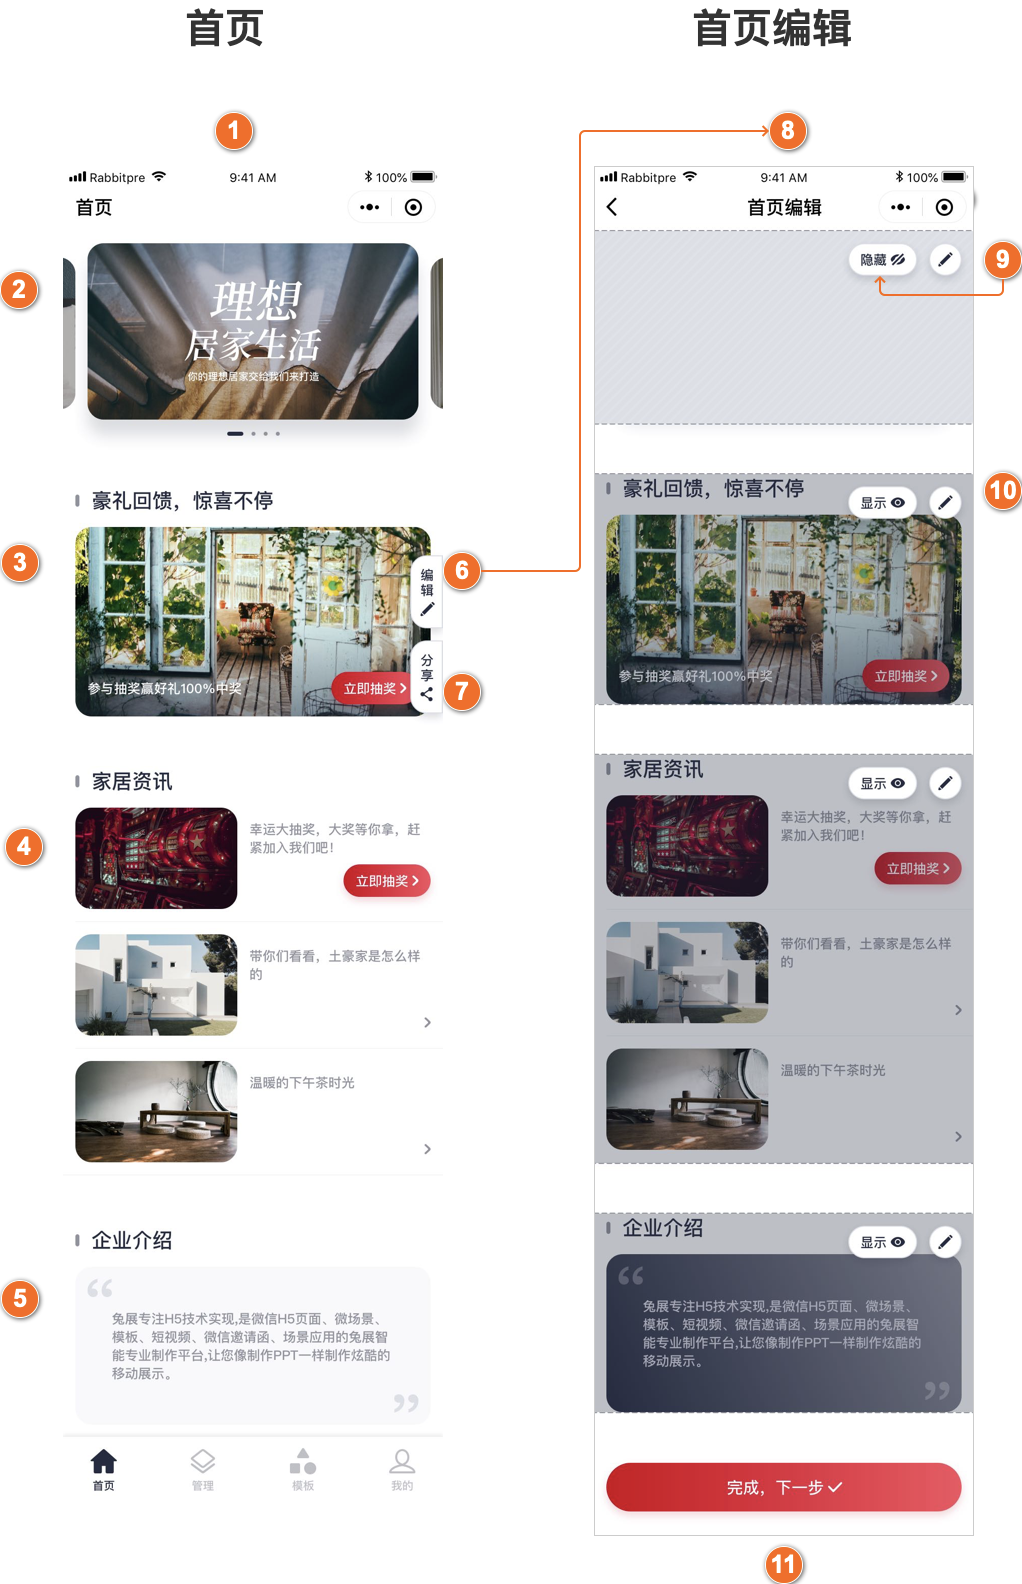 首页
首页编辑
1
8
Rabbitpre 9:41 AM 100%
首页
2
理想
居家生活
你的理想居家交给我们来打造
豪礼回馈，惊喜不停
3
编辑
6
参与抽奖赢好礼100%中奖
立即抽奖
分享
7
家居资讯
4
幸运大抽奖，大奖等你拿，赶
紧加入我们吧！
立即抽奖
带你们看看，土豪家是怎么样
的
温暖的下午茶时光
企业介绍
5
兔展专注H5技术实现,是微信H5页面、微场景、
模板、短视频、微信邀请函、场景应用的兔展智
能专业制作平台,让您像制作PPT一样制作炫酷的
移动展示。
首页 管理 模板 我的
Rabbitpre 9:41 AM 100%
首页编辑
隐藏
9
豪礼回馈，惊喜不停
显示
10
参与抽奖赢好礼100%中奖
立即抽奖
家居资讯
显示
幸运大抽奖，大奖等你拿，赶
紧加入我们吧！
立即抽奖
带你们看看，土豪家是怎么样
的
温暖的下午茶时光
企业介绍
显示
兔展专注H5技术实现,是微信H5页面、微场景、
模板、短视频、微信邀请函、场景应用的兔展智
能专业制作平台,让您像制作PPT一样制作炫酷的
移动展示。
完成，下一步
11